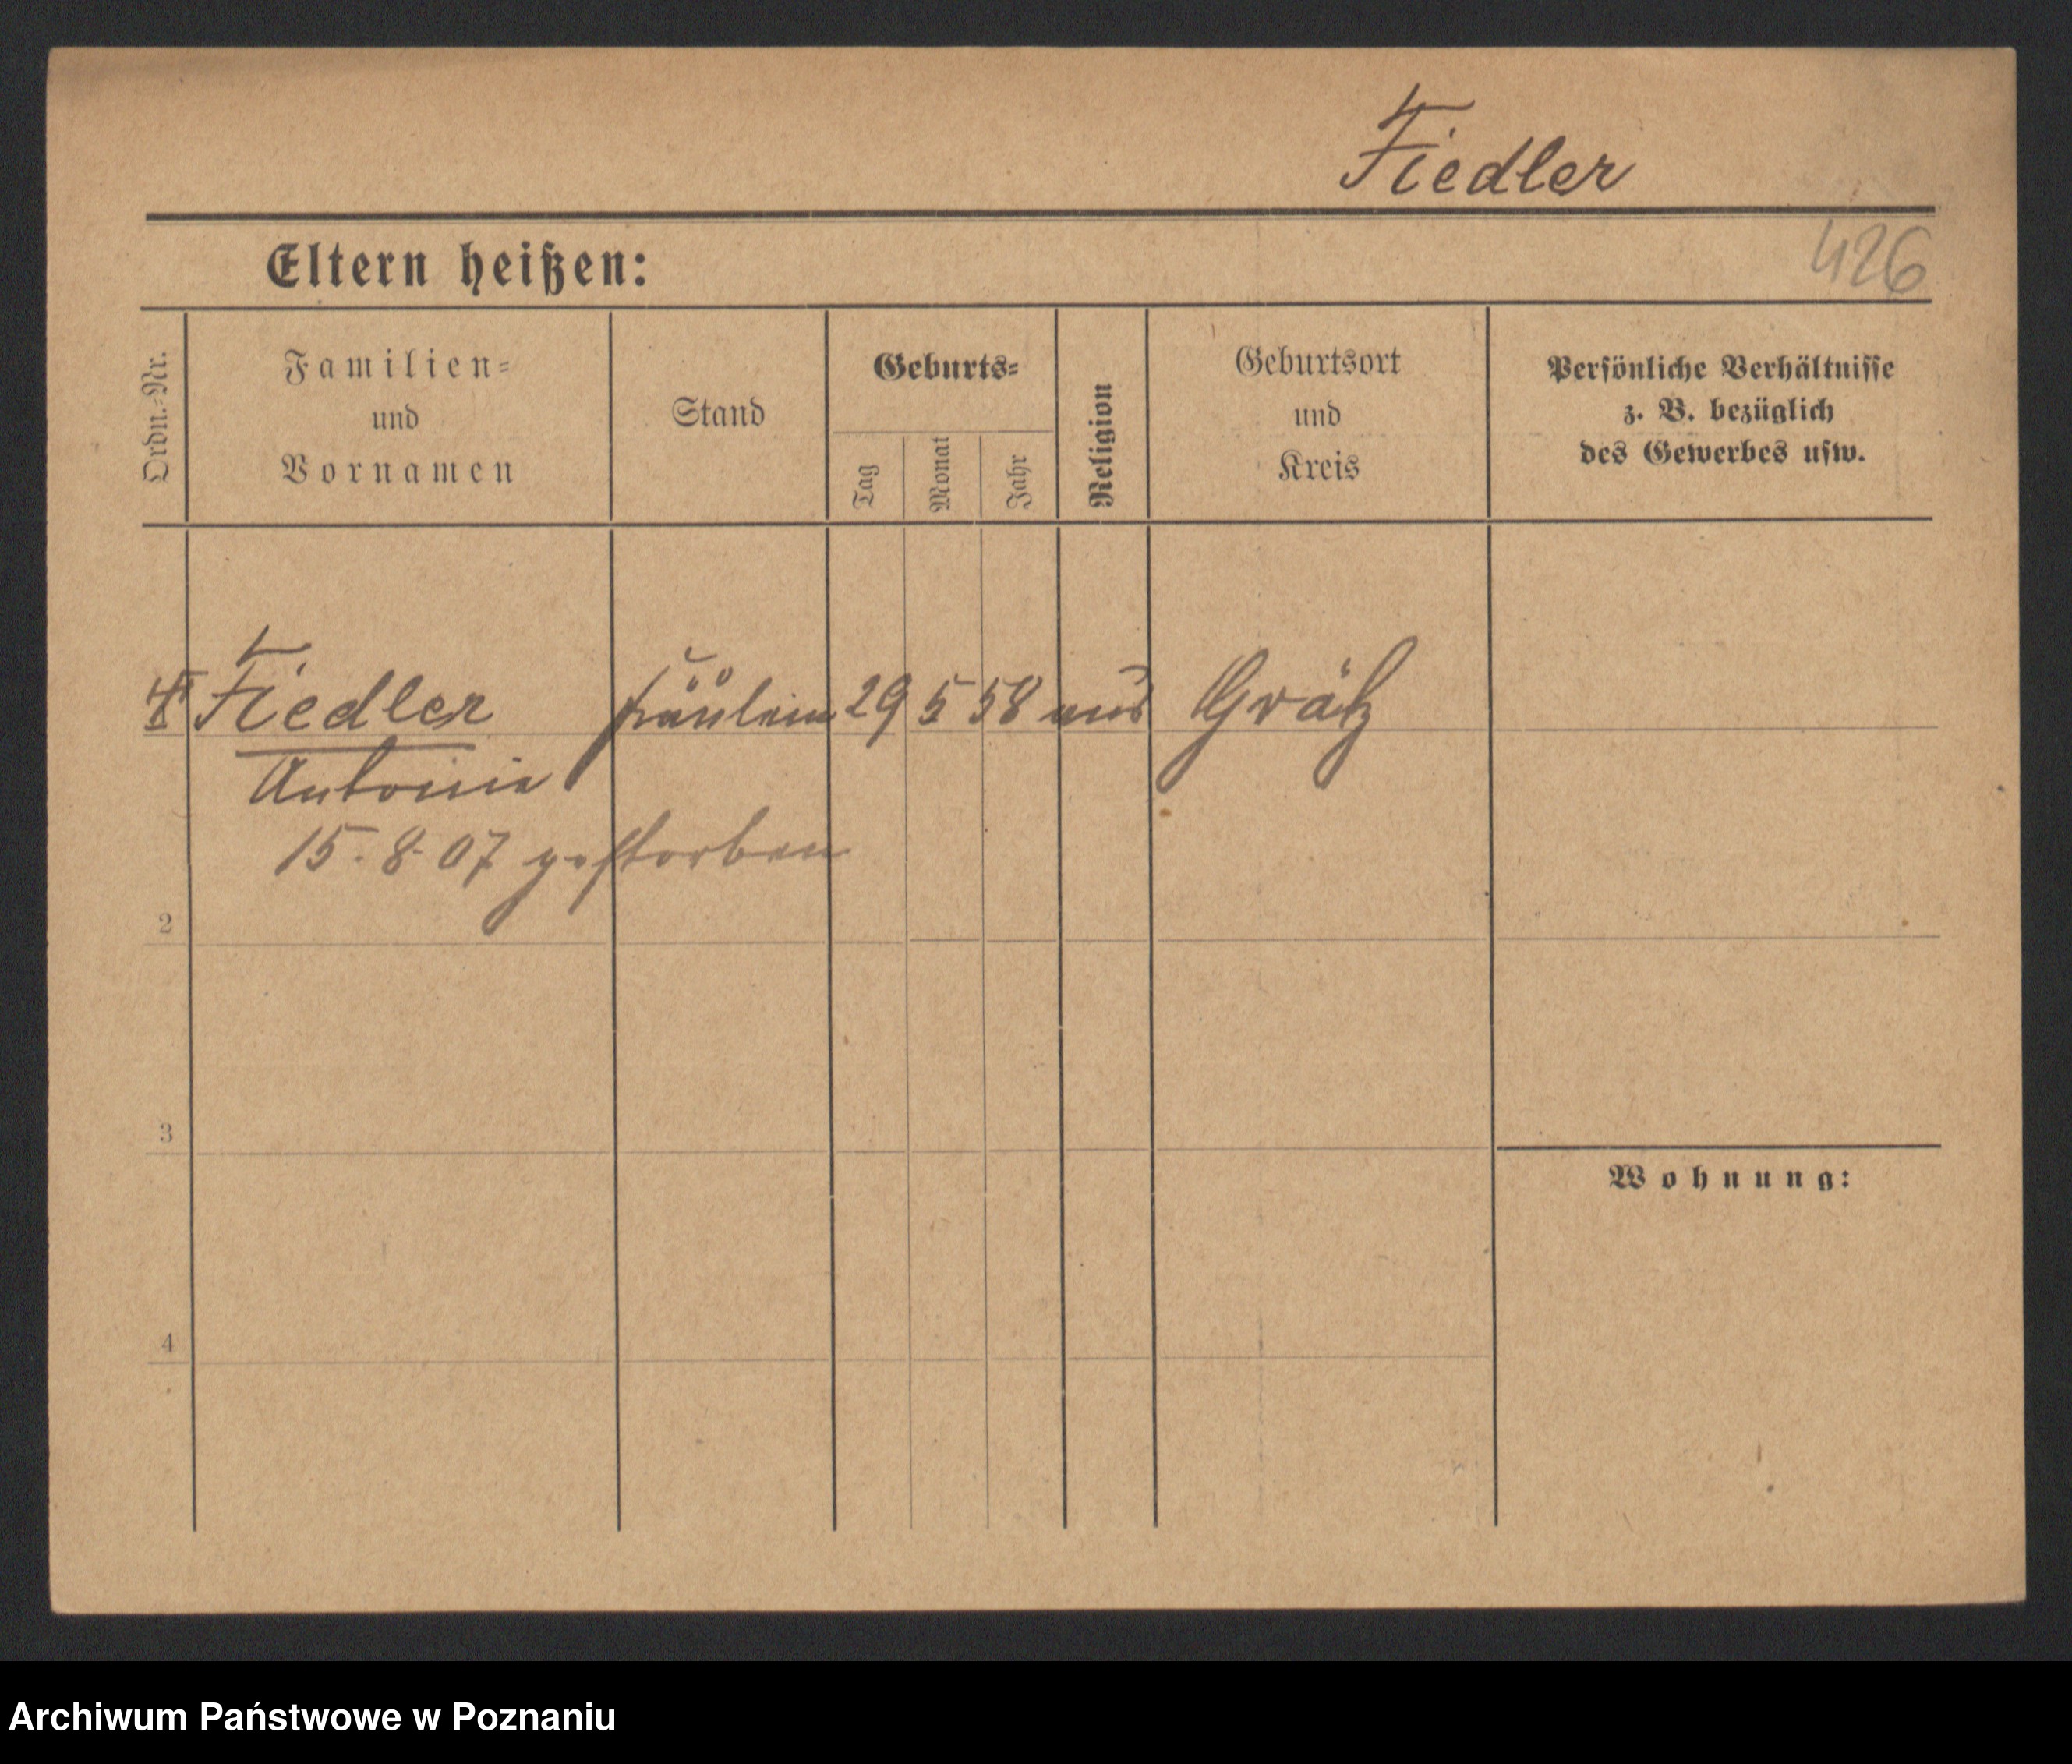 Fiedler
Eltern heißen:
426
Ordn.-Nr.
Familien-
und
Vornamen
Stand
Geburts-
Tag
Monat
Jahr
Religion
Geburtsort
und
Kreis
Persönliche Verhältnisse
z. B. bezüglich
des Gewerbes usw.
Fiedler Fräulein 29 5 58 aus Grätz
Antonie
15.8.07 gestorben
2
3
Wohnung:
4
Archiwum Państwowe w Poznaniu